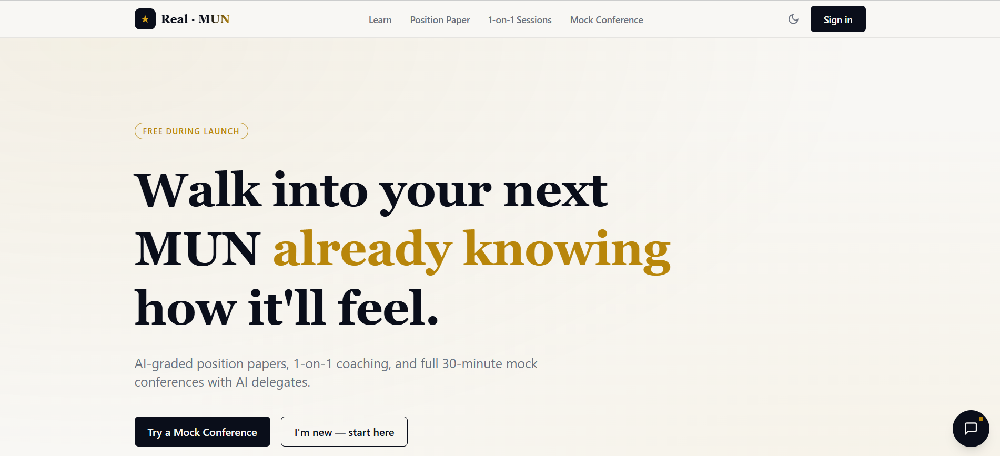 Real · MUN
Learn
Position Paper
1-on-1 Sessions
Mock Conference
Sign in
FREE DURING LAUNCH
Walk into your next
MUN already knowing
how it'll feel.
AI-graded position papers, 1-on-1 coaching, and full 30-minute mock
conferences with AI delegates.
Try a Mock Conference
I'm new — start here